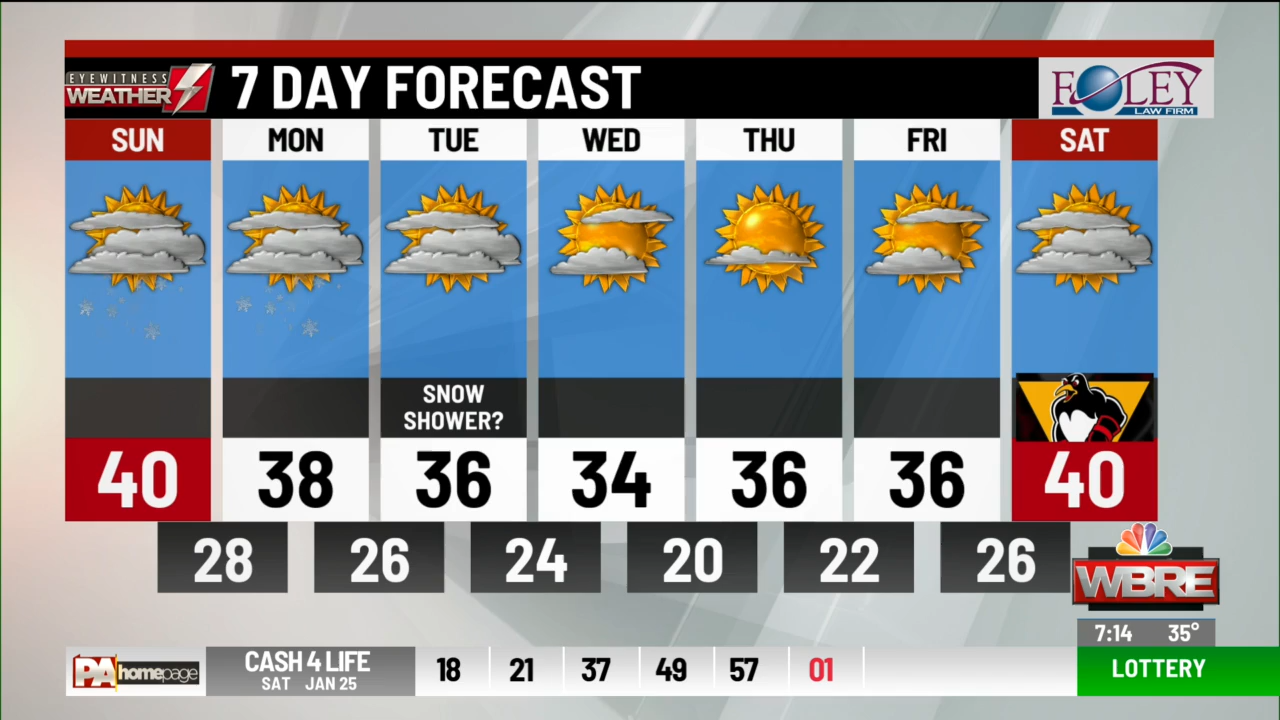 EYEWITNESS
WEATHER
7 DAY FORECAST
FOLEY
LAW FIRM
SUN MON TUE WED THU FRI SAT
SNOW
SHOWER?
40 38 36 34 36 36 40
28 26 24 20 22 26
WBRE
7:14 35°
PA homepage
CASH 4 LIFE
SAT JAN 25
18 21 37 49 57 01
LOTTERY